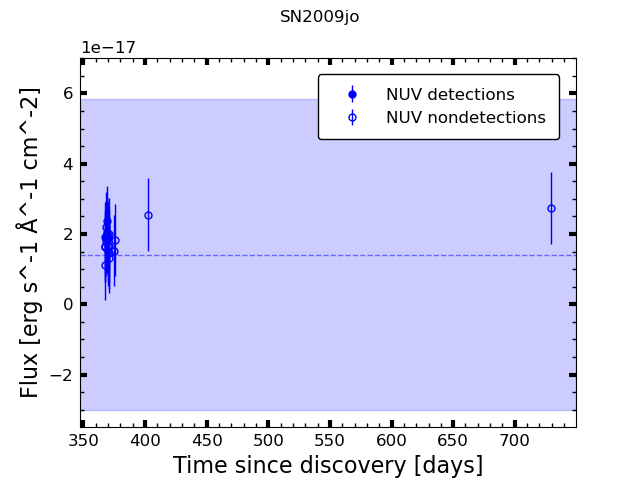 SN2009jo
1e−17
6
4
2
0
−2
Flux [erg s^-1 Å^-1 cm^-2]
NUV detections
NUV nondetections
350 400 450 500 550 600 650 700
Time since discovery [days]